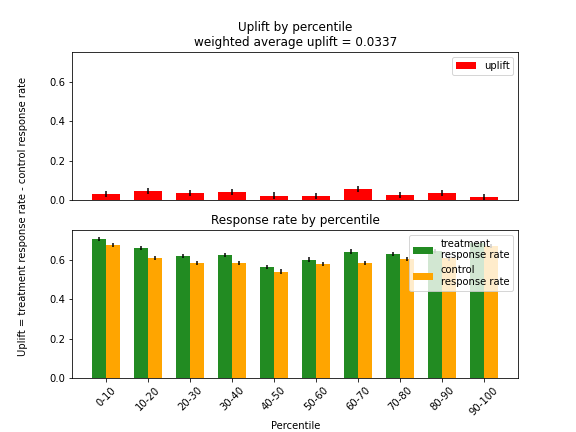 Uplift by percentile
weighted average uplift = 0.0337
uplift
0.6
0.4
0.2
0.0
Uplift = treatment response rate - control response rate
Response rate by percentile
treatment
response rate
control
response rate
0.6
0.4
0.2
0.0
0-10
10-20
20-30
30-40
40-50
50-60
60-70
70-80
80-90
90-100
Percentile